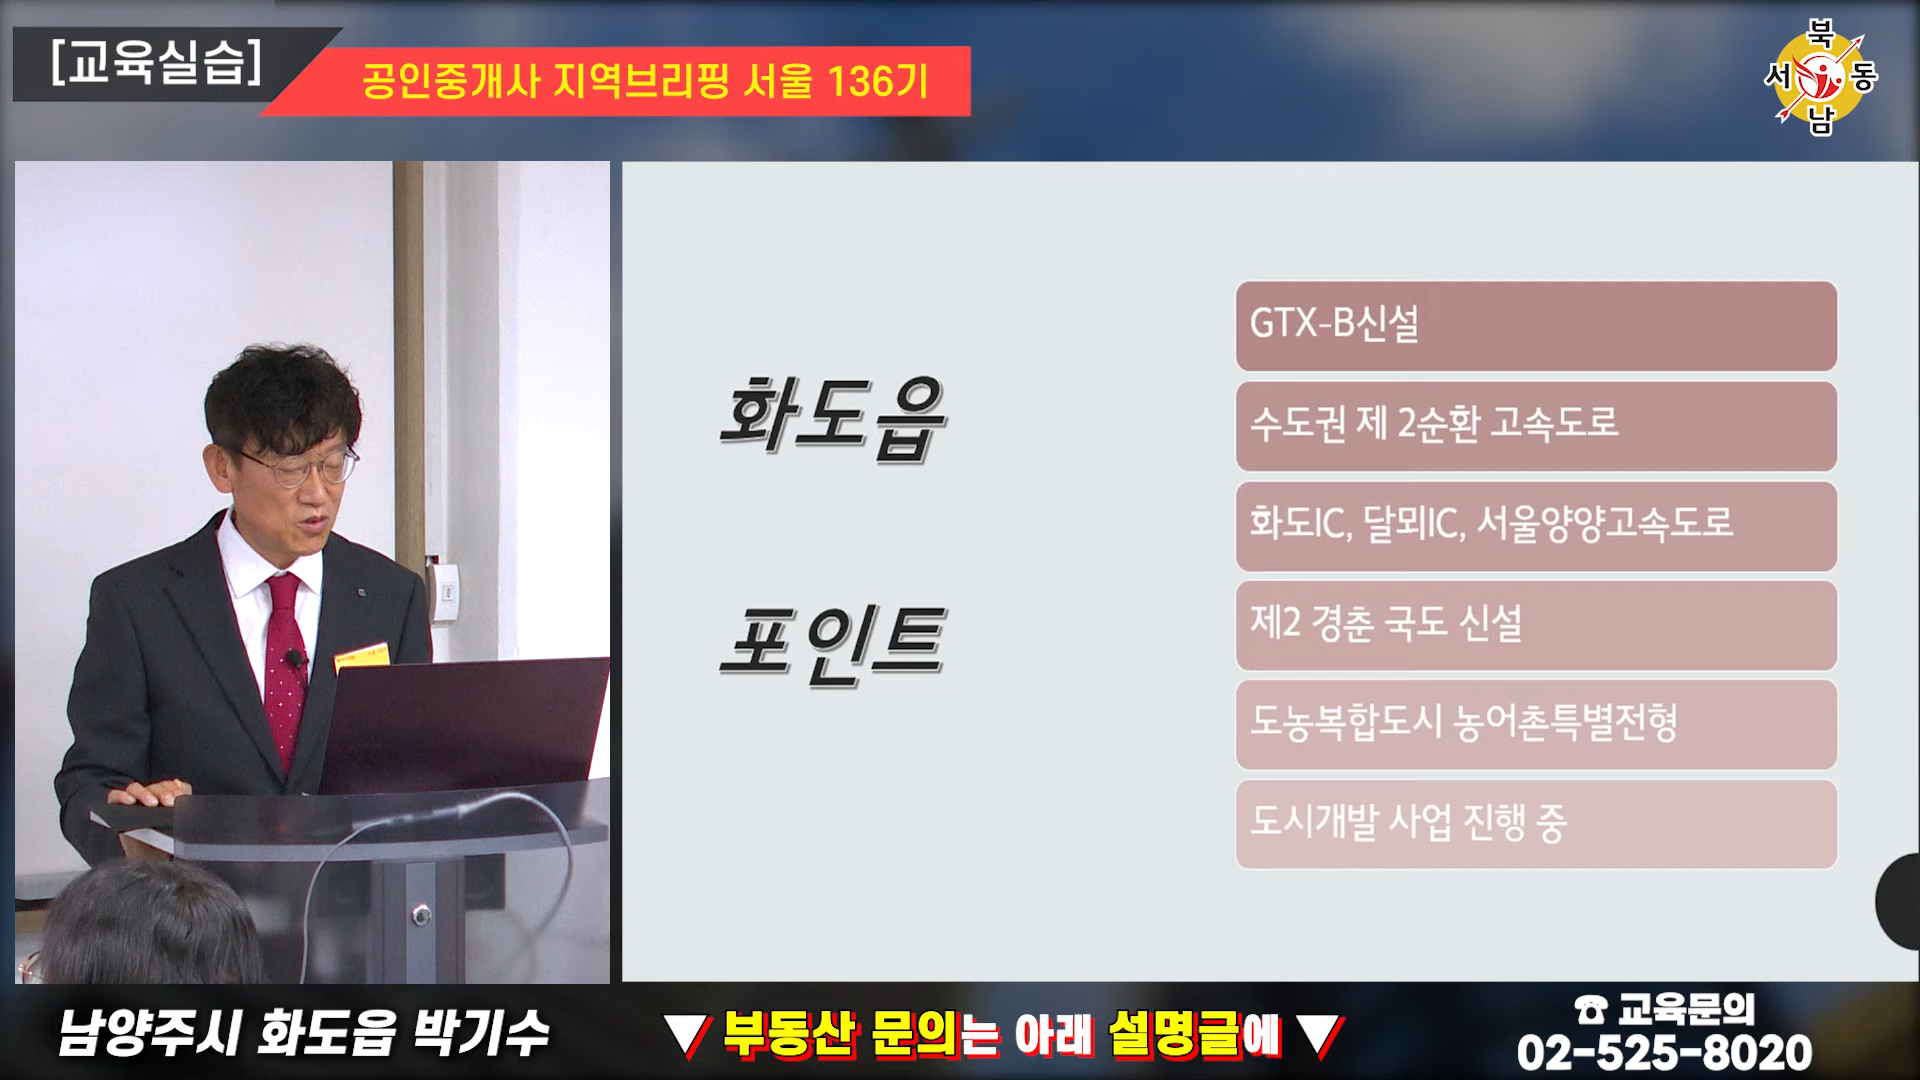 [교육실습]
공인중개사 지역브리핑 서울 136기
북
서 동
남
화도읍
포인트
GTX-B신설
수도권 제 2순환 고속도로
화도IC, 달뫼IC, 서울양양고속도로
제2 경춘 국도 신설
도농복합도시 농어촌특별전형
도시개발 사업 진행 중
남양주시 화도읍 박기수
▼ 부동산 문의는 아래 설명글에 ▼
☎ 교육문의
02-525-8020